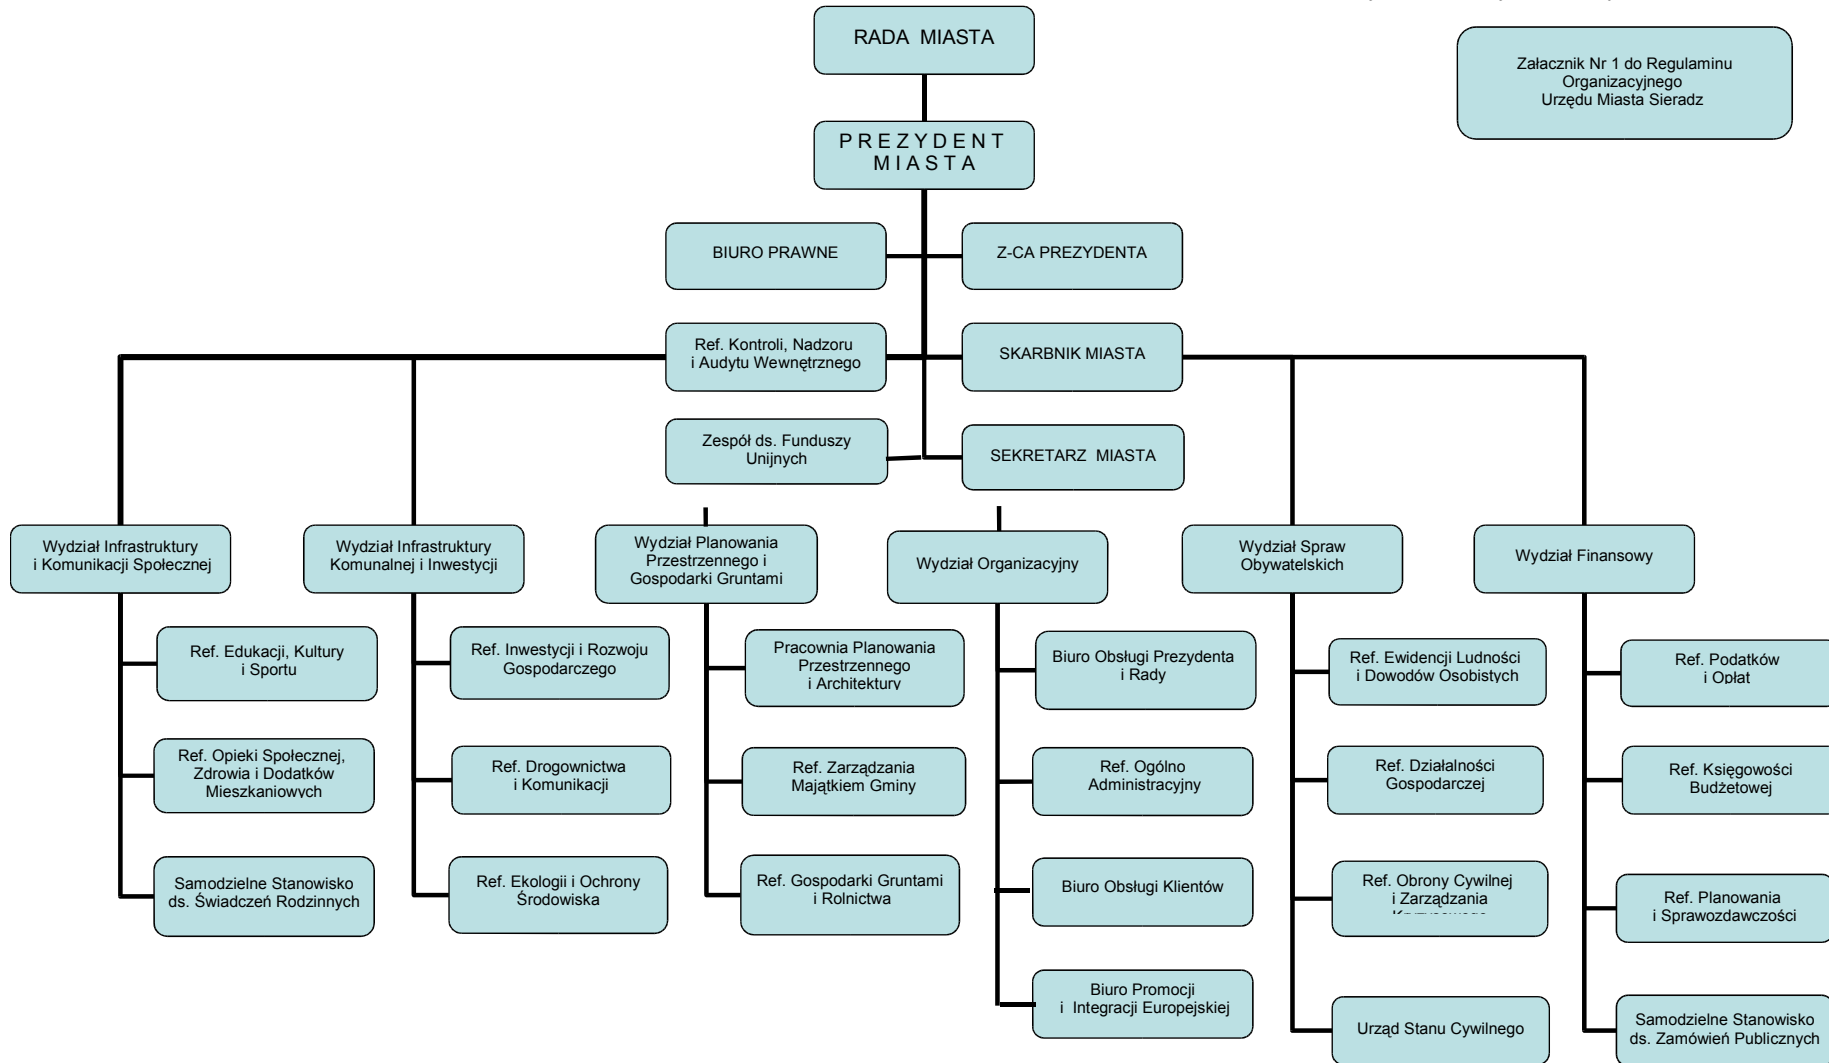 RADA MIASTA
Załacznik Nr 1 do Regulaminu
Organizacyjnego
Urzędu Miasta Sieradz
PREZYDENT
MIASTA
BIURO PRAWNE
Z-CA PREZYDENTA
Ref. Kontroli, Nadzoru
i Audytu Wewnętrznego
SKARBNIK MIASTA
Zespół ds. Funduszy
Unijnych
SEKRETARZ MIASTA
Wydział Infrastruktury
i Komunikacji Społecznej
Wydział Infrastruktury
Komunalnej i Inwestycji
Wydział Planowania
Przestrzennego i
Gospodarki Gruntami
Wydział Organizacyjny
Wydział Spraw
Obywatelskich
Wydział Finansowy
Ref. Edukacji, Kultury
i Sportu
Ref. Inwestycji i Rozwoju
Gospodarczego
Pracownia Planowania
Przestrzennego
i Architektury
Biuro Obsługi Prezydenta
i Rady
Ref. Ewidencji Ludności
i Dowodów Osobistych
Ref. Podatków
i Opłat
Ref. Opieki Społecznej,
Zdrowia i Dodatków
Mieszkaniowych
Ref. Drogownictwa
i Komunikacji
Ref. Zarządzania
Majątkiem Gminy
Ref. Ogólno
Administracyjny
Ref. Działalności
Gospodarczej
Ref. Księgowości
Budżetowej
Samodzielne Stanowisko
ds. Świadczeń Rodzinnych
Ref. Ekologii i Ochrony
Środowiska
Ref. Gospodarki Gruntami
i Rolnictwa
Biuro Obsługi Klientów
Ref. Obrony Cywilnej
i Zarządzania
Ref. Planowania
i Sprawozdawczości
Biuro Promocji
i Integracji Europejskiej
Urząd Stanu Cywilnego
Samodzielne Stanowisko
ds. Zamówień Publicznych